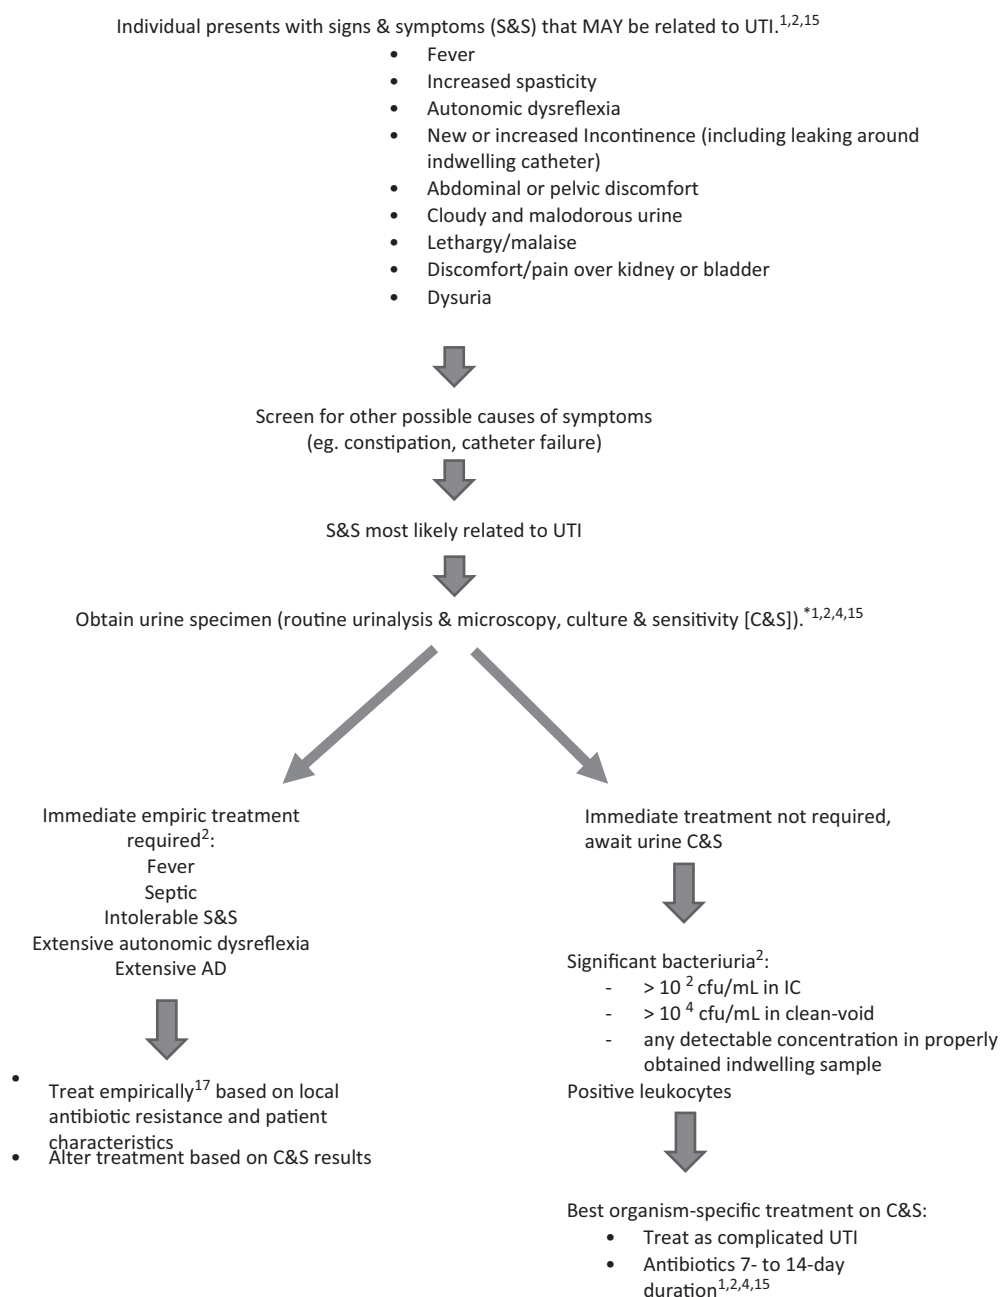 Individual presents with signs & symptoms (S&S) that MAY be related to UTI.1,2,15
• Fever
• Increased spasticity
• Autonomic dysreflexia
• New or increased Incontinence (including leaking around
indwelling catheter)
• Abdominal or pelvic discomfort
• Cloudy and malodorous urine
• Lethargy/malaise
• Discomfort/pain over kidney or bladder
• Dysuria
Screen for other possible causes of symptoms
(eg. constipation, catheter failure)
S&S most likely related to UTI
Obtain urine specimen (routine urinalysis & microscopy, culture & sensitivity [C&S]).*1,2,4,15
Immediate empiric treatment
required2:
Fever
Septic
Intolerable S&S
Extensive autonomic dysreflexia
Extensive AD
• Treat empirically17 based on local
antibiotic resistance and patient
characteristics
• Alter treatment based on C&S results
Immediate treatment not required,
await urine C&S
Significant bacteriuria2:
- > 10 2 cfu/mL in IC
- > 10 4 cfu/mL in clean-void
- any detectable concentration in properly
obtained indwelling sample
Positive leukocytes
Best organism-specific treatment on C&S:
• Treat as complicated UTI
• Antibiotics 7- to 14-day
duration1,2,4,15